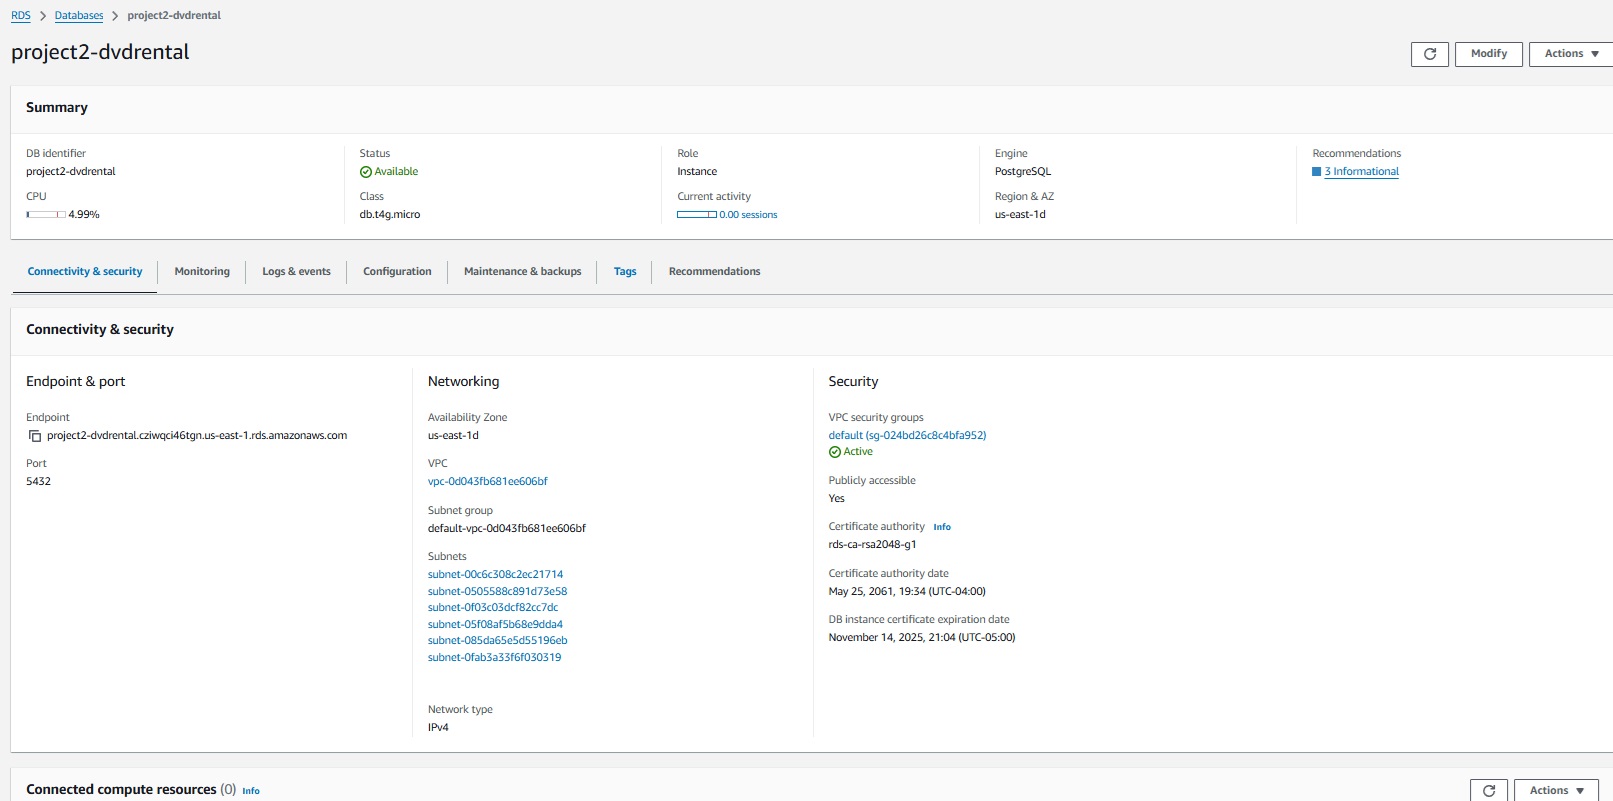 RDS > Databases > project2-dvdrental
project2-dvdrental
Modify
Actions
Summary
DB identifier
project2-dvdrental
CPU
4.99%
Status
Available
Class
db.t4g.micro
Role
Instance
Current activity
0.00 sessions
Engine
PostgreSQL
Region & AZ
us-east-1d
Recommendations
3 Informational
Connectivity & security
Monitoring
Logs & events
Configuration
Maintenance & backups
Tags
Recommendations
Connectivity & security
Endpoint & port
Endpoint
project2-dvdrental.cziwqci46tgn.us-east-1.rds.amazonaws.com
Port
5432
Networking
Availability Zone
us-east-1d
VPC
vpc-0d043fb681ee606bf
Subnet group
default-vpc-0d043fb681ee606bf
Subnets
subnet-00c6c308c2ec21714
subnet-0505588c891d73e58
subnet-0f03c03dcf82cc7dc
subnet-05f08af5b68e9dda4
subnet-085da65e5d55196eb
subnet-0fab3a33f6f030319
Network type
IPv4
Security
VPC security groups
default (sg-024bd26c8c4bfa952)
Active
Publicly accessible
Yes
Certificate authority Info
rds-ca-rsa2048-g1
Certificate authority date
May 25, 2061, 19:34 (UTC-04:00)
DB instance certificate expiration date
November 14, 2025, 21:04 (UTC-05:00)
Connected compute resources (0) Info
Actions